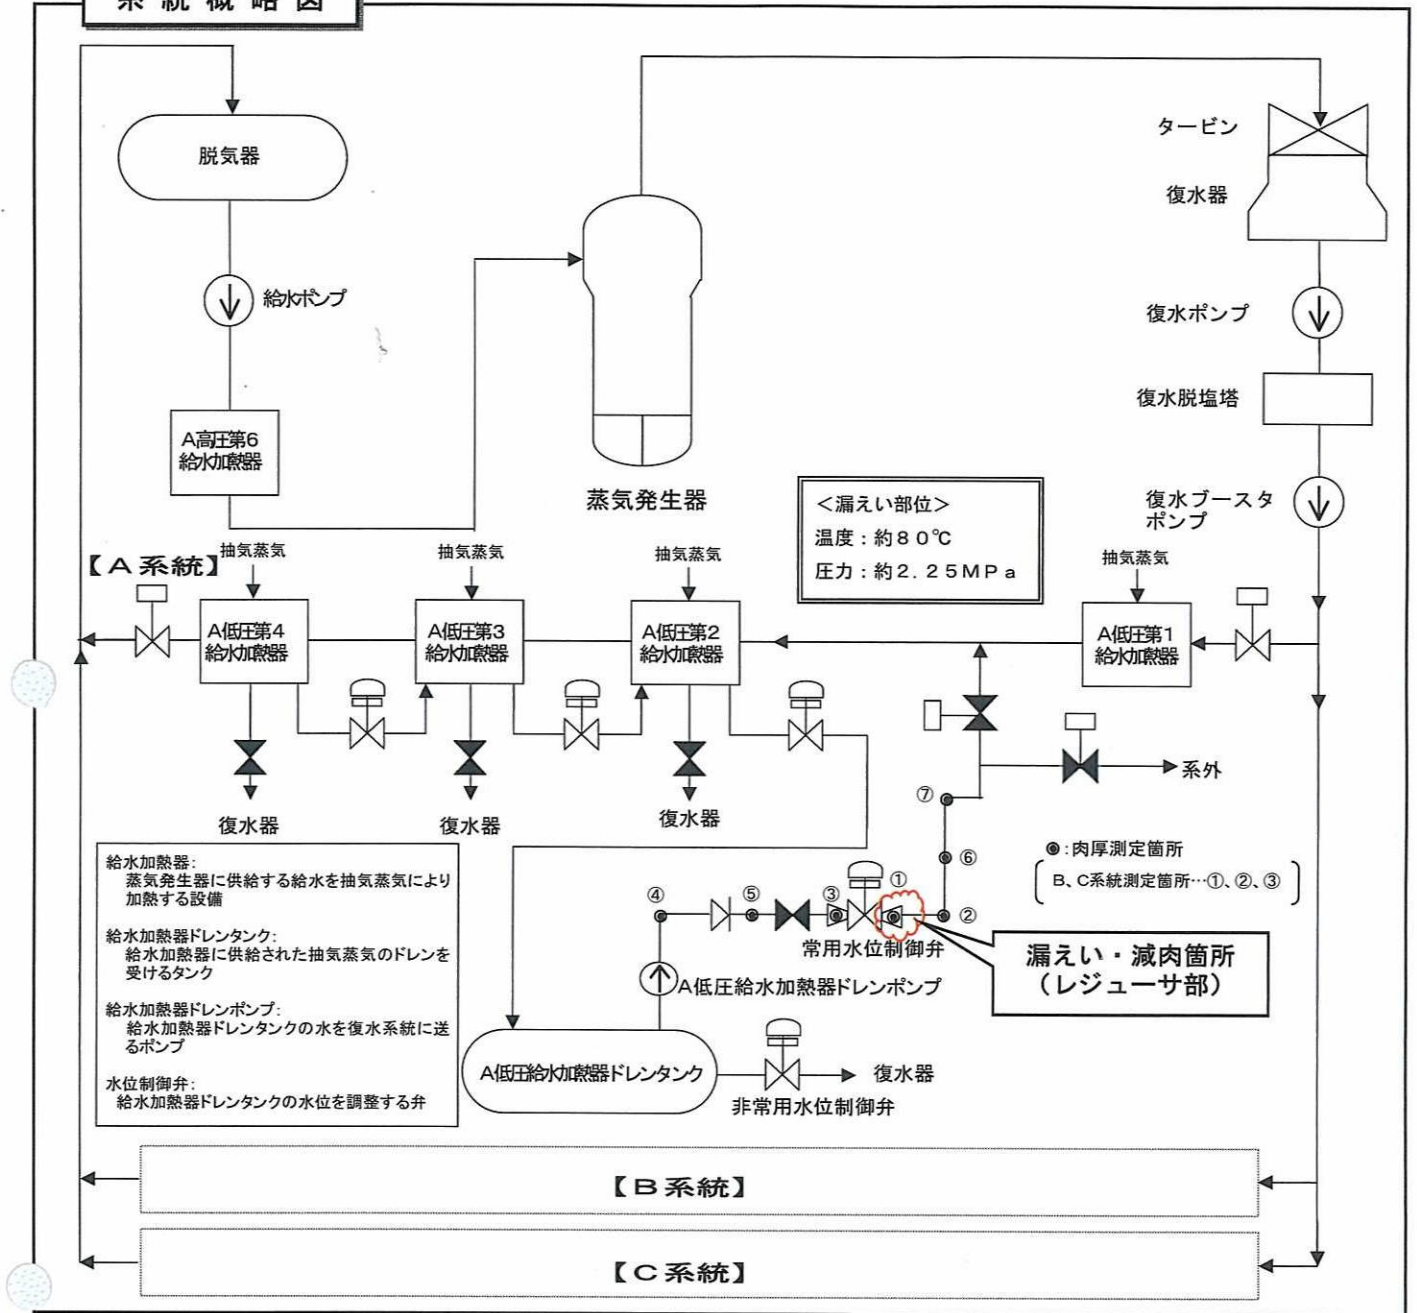 系統概略図
脱気器
給水ポンプ
A高圧第6
給水加熱器
蒸気発生器
タービン
復水器
復水ポンプ
復水脱塩塔
復水ブースタ
ポンプ
＜漏えい部位＞
温度：約８０℃
圧力：約２．２５ＭＰａ
【Ａ系統】
抽気蒸気
抽気蒸気
抽気蒸気
抽気蒸気
A低圧第4
給水加熱器
A低圧第3
給水加熱器
A低圧第2
給水加熱器
A低圧第1
給水加熱器
復水器
復水器
復水器
系外
⑦
⑥
④
⑤
③
①
②
◉:肉厚測定箇所
B、C系統測定箇所…①、②、③
常用水位制御弁
漏えい・減肉箇所
（レジューサ部）
A低圧給水加熱器ドレンポンプ
A低圧給水加熱器ドレンタンク
復水器
非常用水位制御弁
給水加熱器:
蒸気発生器に供給する給水を抽気蒸気により
加熱する設備
給水加熱器ドレンタンク:
給水加熱器に供給された抽気蒸気のドレンを
受けるタンク
給水加熱器ドレンポンプ:
給水加熱器ドレンタンクの水を復水系統に送
るポンプ
水位制御弁:
給水加熱器ドレンタンクの水位を調整する弁
【Ｂ系統】
【Ｃ系統】